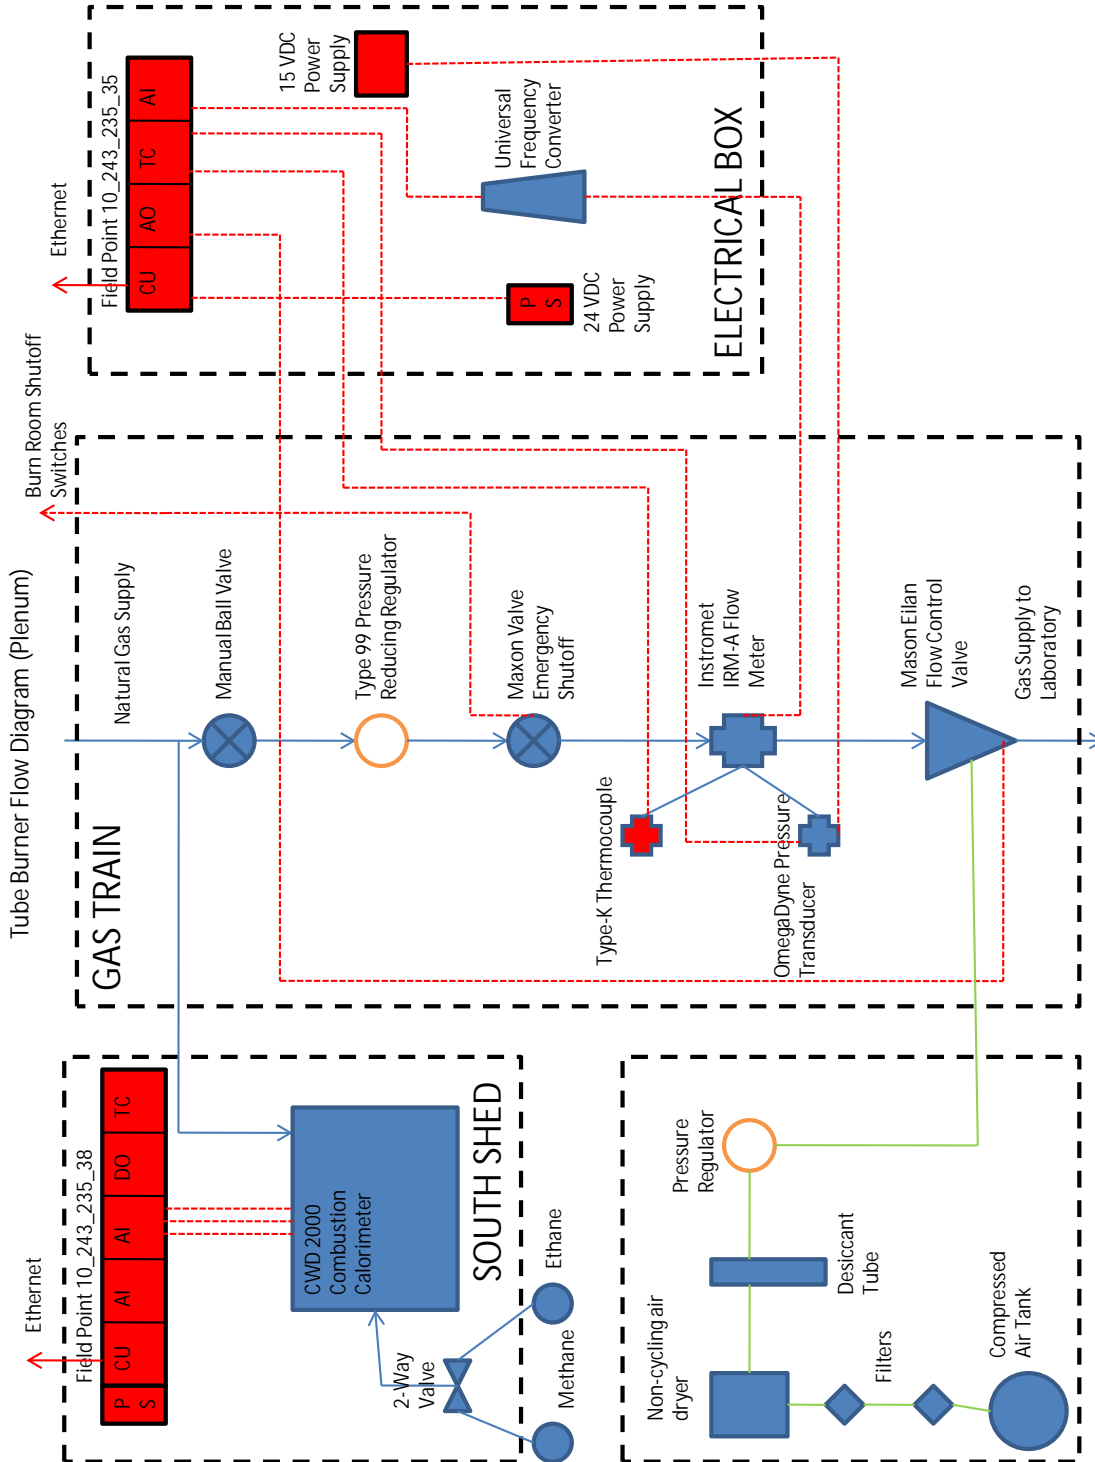 Tube Burner Flow Diagram (Plenum)
Ethernet
Field Point 10_243_235_38
P
S
CU
AI
AI
DO
TC
CWD 2000
Combustion
Calorimeter
2-Way
Valve
Methane
Ethane
SOUTH SHED
GAS TRAIN
Natural Gas Supply
Manual Ball Valve
Type 99 Pressure
Reducing Regulator
Maxon Valve
Emergency
Shutoff
Type-K Thermocouple
Instromet
IRM-A Flow
Meter
OmegaDyne Pressure
Transducer
Mason Eilan
Flow Control
Valve
Gas Supply to
Laboratory
Burn Room Shutoff
Switches
Ethernet
Field Point 10_243_235_35
CU
AO
TC
AI
15 VDC
Power
Supply
P
S
24 VDC
Power
Supply
Universal
Frequency
Converter
ELECTRICAL BOX
Non-cycling air
dryer
Desiccant
Tube
Pressure
Regulator
Filters
Compressed
Air Tank